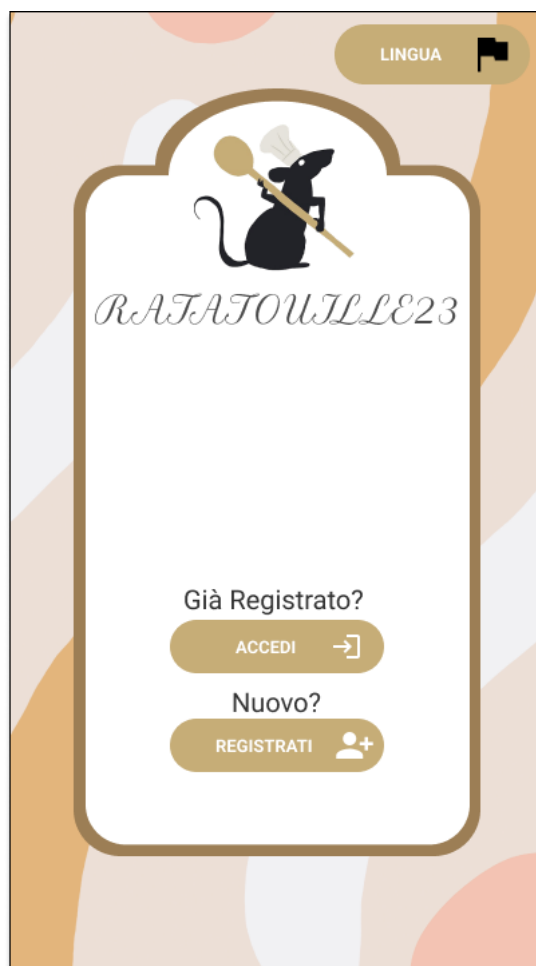 LINGUA
RATATOUILLE23
Già Registrato?
ACCEDI
Nuovo?
REGISTRATI